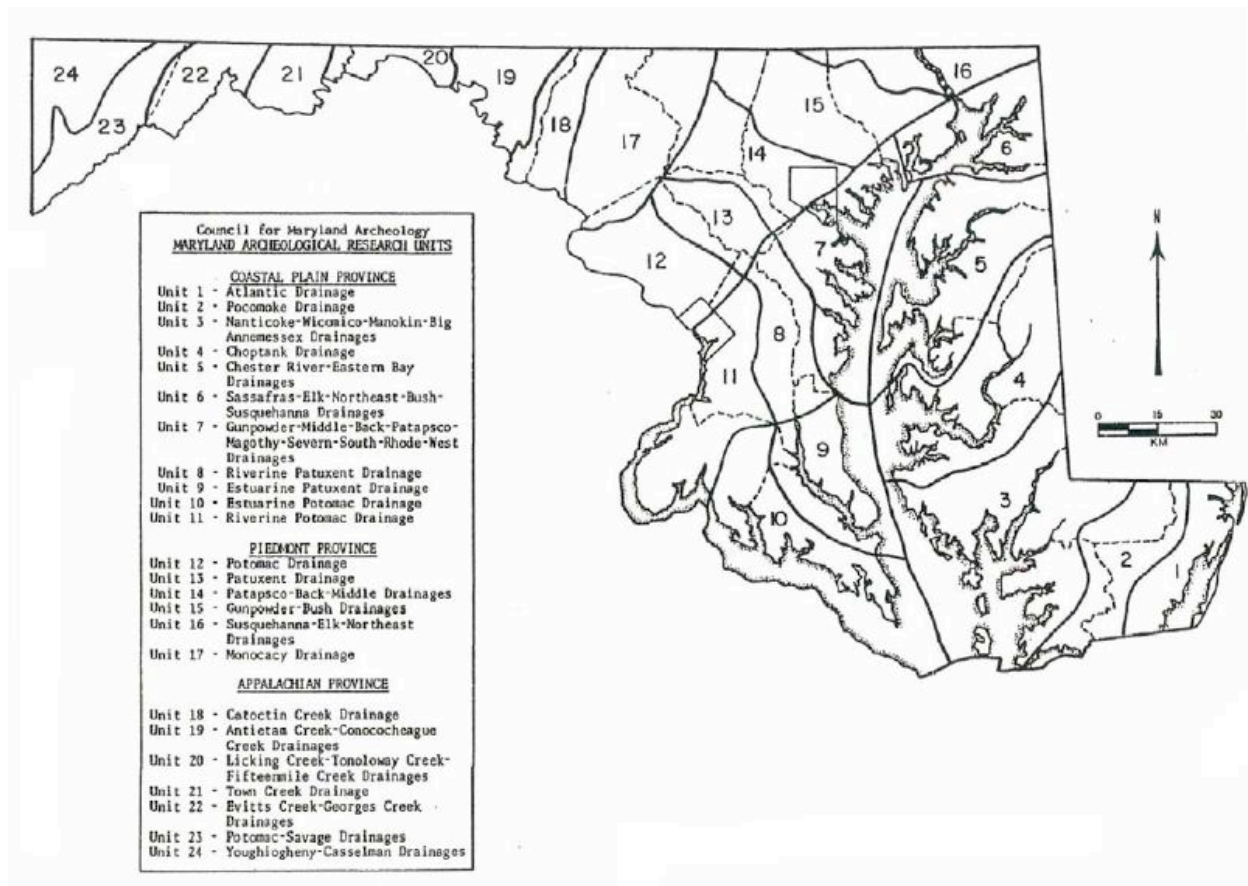 24
23
22
21
20
19
18
17
16
15
14
13
12
11
10
9
8
7
7
6
5
4
3
2
1
N
0 15 30
KM
Council for Maryland Archeology
MARYLAND ARCHEOLOGICAL RESEARCH UNITS
COASTAL PLAIN PROVINCE
Unit 1 - Atlantic Drainage
Unit 2 - Pocomoke Drainage
Unit 3 - Nanticoke-Wicomico-Manokin-Big
Annemessex Drainages
Unit 4 - Choptank Drainage
Unit 5 - Chester River-Eastern Bay
Drainages
Unit 6 - Sassafras-Elk-Northeast-Bush-
Susquehanna Drainages
Unit 7 - Gunpowder-Middle-Back-Patapsco-
Magothy-Severn-South-Rhode-West
Drainages
Unit 8 - Riverine Patuxent Drainage
Unit 9 - Estuarine Patuxent Drainage
Unit 10 - Estuarine Potomac Drainage
Unit 11 - Riverine Potomac Drainage
PIEDMONT PROVINCE
Unit 12 - Potomac Drainage
Unit 13 - Patuxent Drainage
Unit 14 - Patapsco-Back-Middle Drainages
Unit 15 - Gunpowder-Bush Drainages
Unit 16 - Susquehanna-Elk-Northeast
Drainages
Unit 17 - Monocacy Drainage
APPALACHIAN PROVINCE
Unit 18 - Catoctin Creek Drainage
Unit 19 - Antietam Creek-Conococheague
Creek Drainages
Unit 20 - Licking Creek-Tonoloway Creek-
Fifteenmile Creek Drainages
Unit 21 - Town Creek Drainage
Unit 22 - Evitts Creek-Georges Creek
Drainages
Unit 23 - Potomac-Savage Drainages
Unit 24 - Youghiogheny-Casselman Drainages